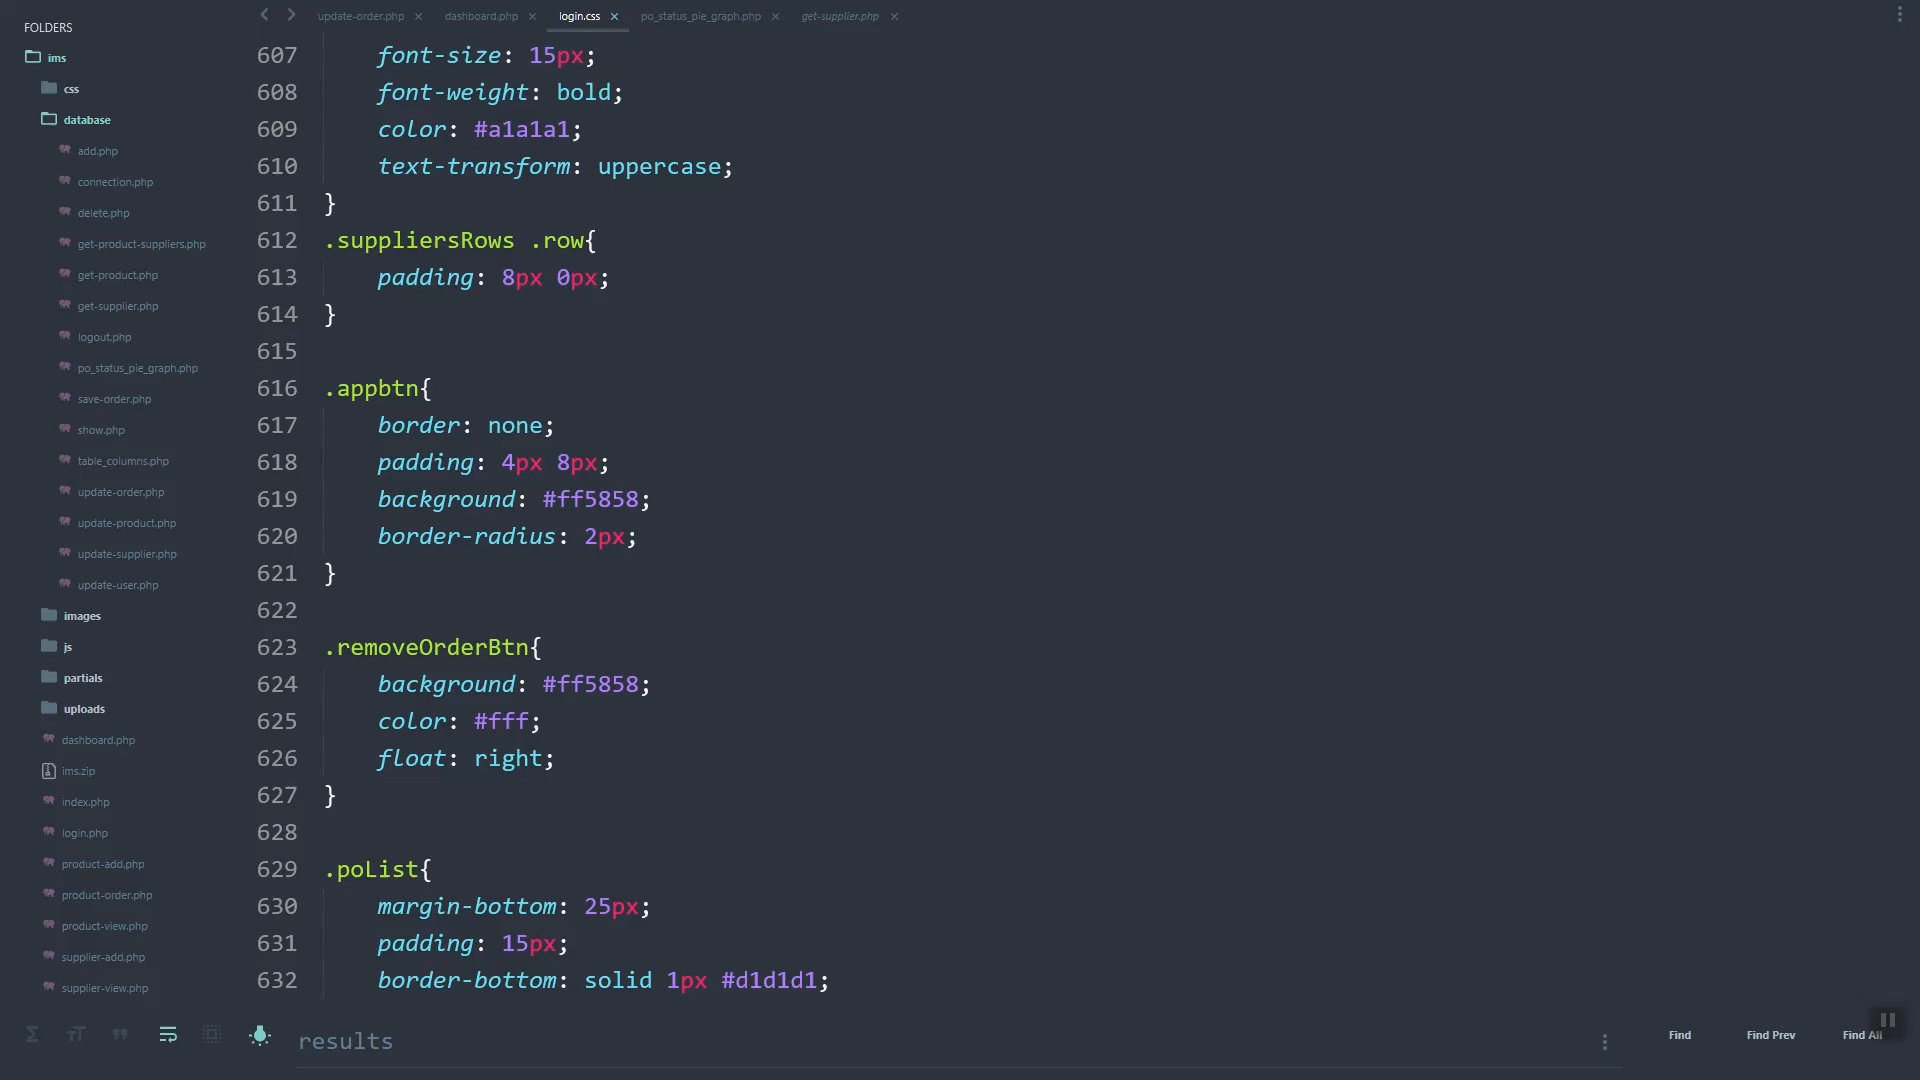 FOLDERS
ims
css
database
add.php
connection.php
delete.php
get-product-suppliers.php
get-product.php
get-supplier.php
logout.php
po_status_pie_graph.php
save-order.php
show.php
table_columns.php
update-order.php
update-product.php
update-supplier.php
update-user.php
images
js
partials
uploads
dashboard.php
ims.zip
index.php
login.php
product-add.php
product-order.php
product-view.php
supplier-add.php
supplier-view.php
update-order.php × dashboard.php × login.css × po_status_pie_graph.php × get-supplier.php ×
607 font-size: 15px;
608 font-weight: bold;
609 color: #a1a1a1;
610 text-transform: uppercase;
611 }
612 .suppliersRows .row{
613 padding: 8px 0px;
614 }
615
616 .appbtn{
617 border: none;
618 padding: 4px 8px;
619 background: #ff5858;
620 border-radius: 2px;
621 }
622
623 .removeOrderBtn{
624 background: #ff5858;
625 color: #fff;
626 float: right;
627 }
628
629 .poList{
630 margin-bottom: 25px;
631 padding: 15px;
632 border-bottom: solid 1px #d1d1d1;
results
Find Find Prev Find All